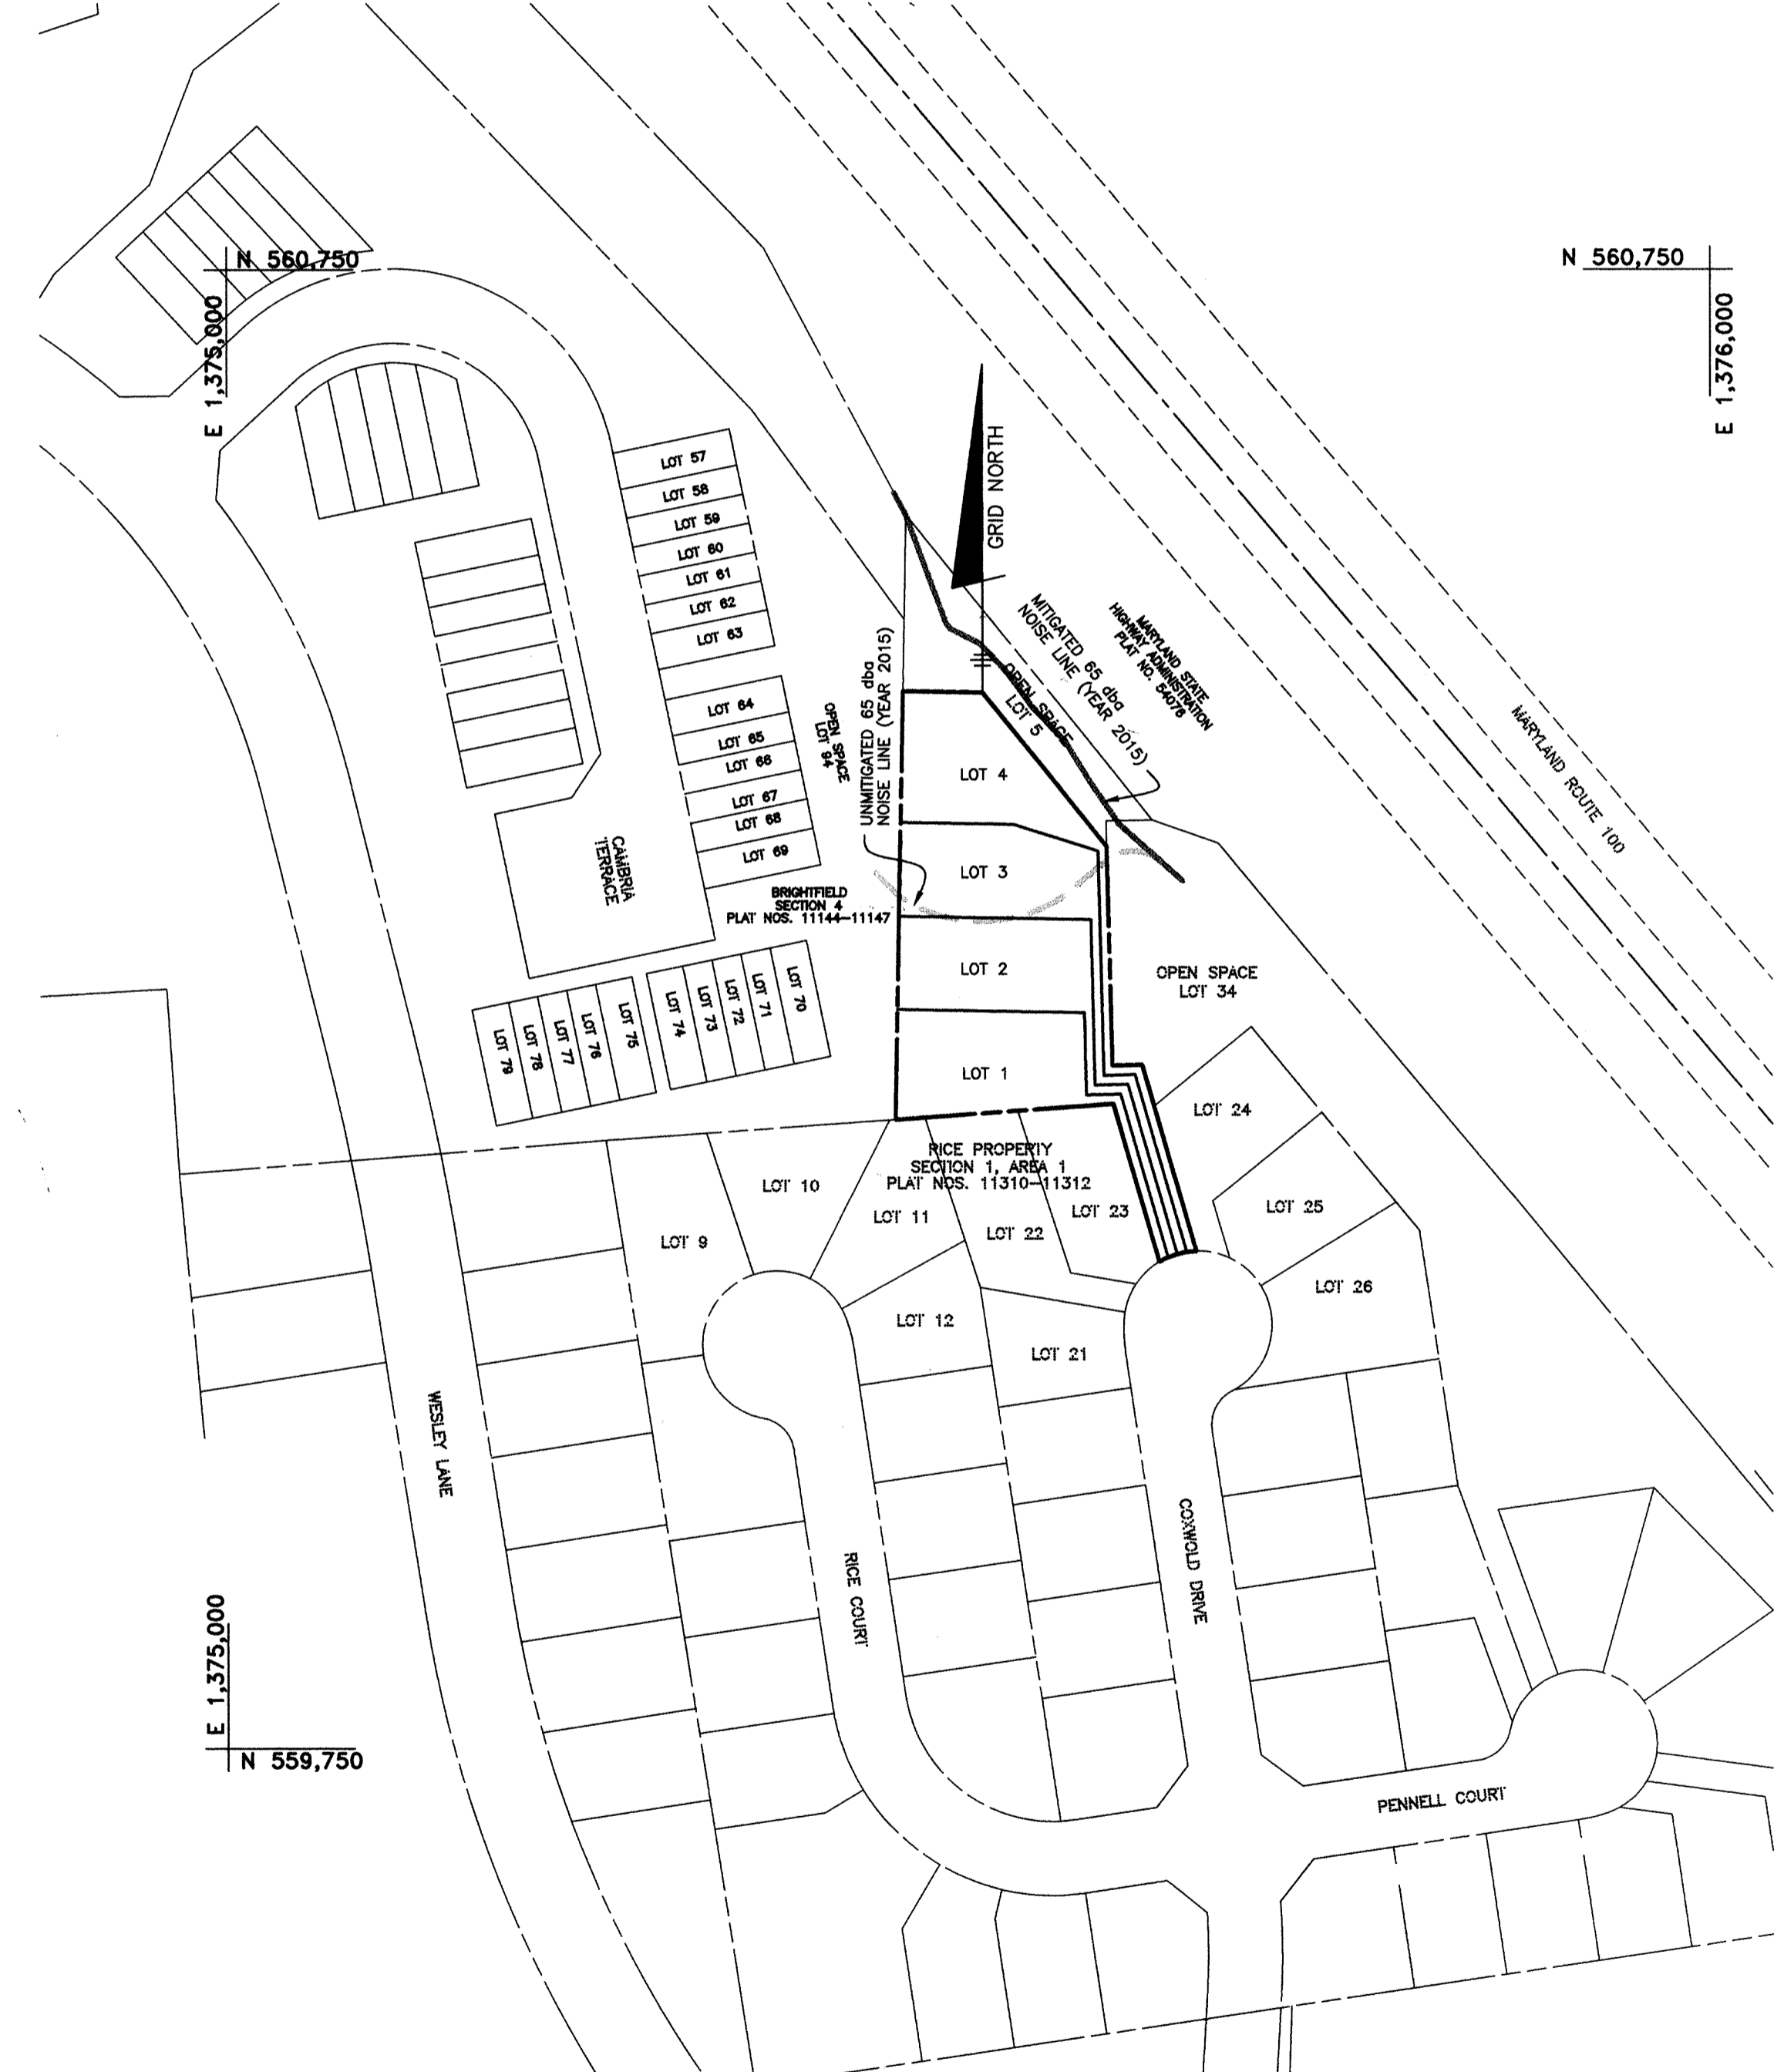 N 560,750
E 1,375,000
N 560,750
E 1,376,000
GRID NORTH
LOT 57
LOT 58
LOT 59
LOT 60
LOT 61
LOT 62
LOT 63
LOT 64
LOT 65
LOT 66
LOT 67
LOT 68
LOT 69
OPEN SPACE
LOT 94
UNMITIGATED 65 dba
NOISE LINE (YEAR 2015)
MITIGATED 65 dba
NOISE LINE (YEAR 2015)
MARYLAND STATE
HIGHWAY ADMINISTRATION
PLAT NO. 54076
MARYLAND ROUTE 100
OPEN SPACE
LOT 5
LOT 4
LOT 3
LOT 2
LOT 1
CAMBRIA
TERRACE
BRIGHTFIELD
SECTION 4
PLAT NOS. 11144-11147
OPEN SPACE
LOT 34
LOT 79
LOT 78
LOT 77
LOT 76
LOT 75
LOT 74
LOT 73
LOT 72
LOT 71
LOT 70
RICE PROPERTY
SECTION 1, AREA 1
PLAT NOS. 11310-11312
LOT 9
LOT 10
LOT 11
LOT 12
LOT 22
LOT 23
LOT 21
LOT 24
LOT 25
LOT 26
WESLEY LANE
RICE COURT
COXWOLD DRIVE
PENNELL COURT
E 1,375,000
N 559,750